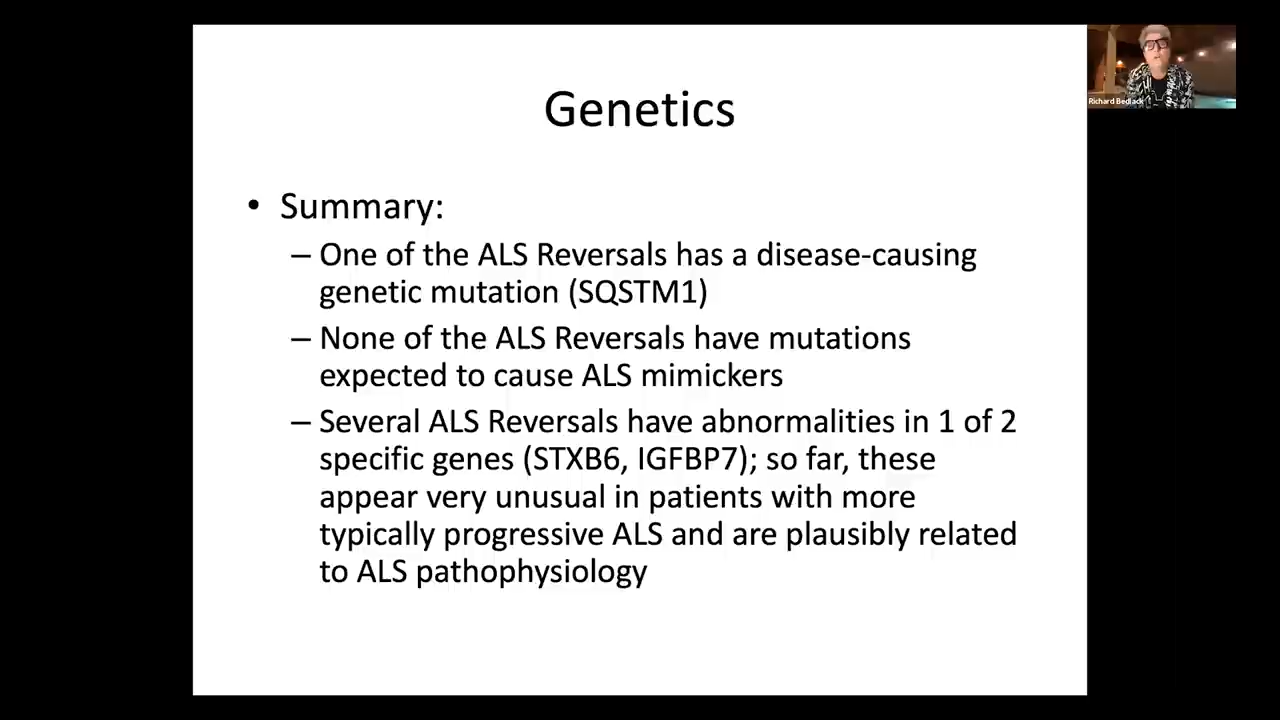 Genetics
• Summary:
– One of the ALS Reversals has a disease-causing
genetic mutation (SQSTM1)
– None of the ALS Reversals have mutations
expected to cause ALS mimickers
– Several ALS Reversals have abnormalities in 1 of 2
specific genes (STXB6, IGFBP7); so far, these
appear very unusual in patients with more
typically progressive ALS and are plausibly related
to ALS pathophysiology
Richard Bedlack